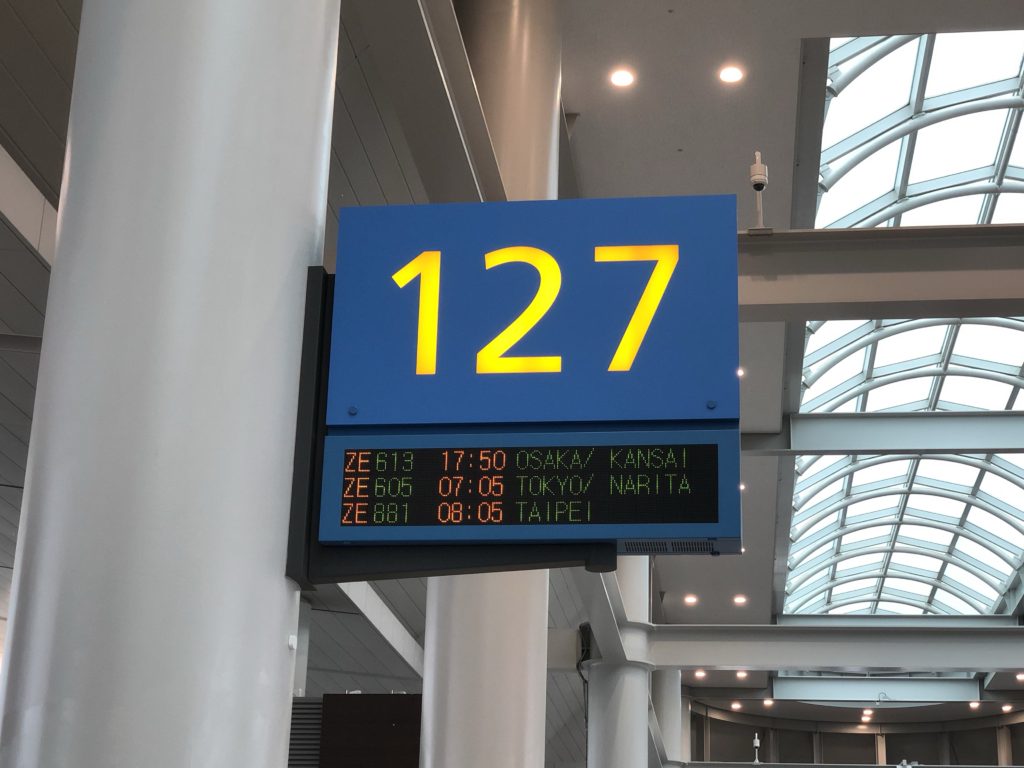 127
ZE613 17:50 OSAKA/ KANSAI
ZE605 07:05 TOKYO/ NARITA
ZE881 08:05 TAIPEI